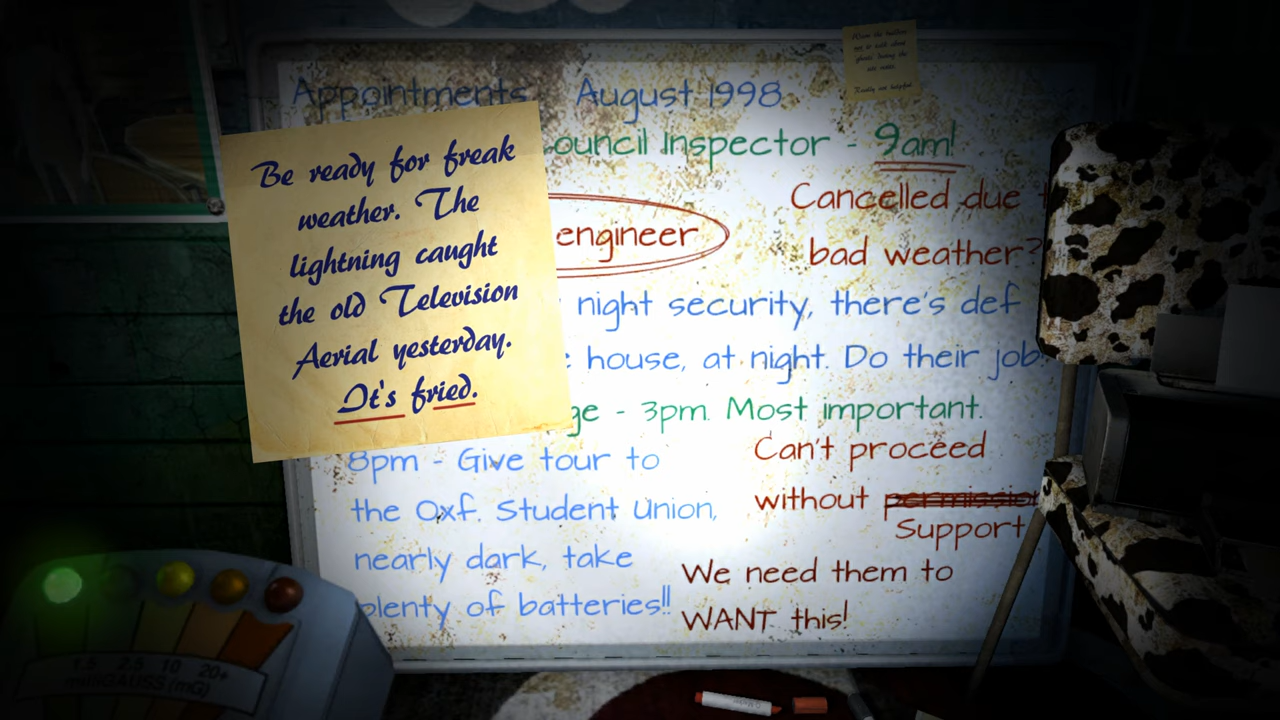 Appointments August 1998
ouncil Inspector - 9am!
Be ready for freak
weather. The
lightning caught
the old Television
Aerial yesterday.
It's fried.
engineer
Cancelled due
bad weather?
night security, there's def
house, at night. Do their job.
ge - 3pm. Most important.
8pm - Give tour to
the Oxf. Student Union,
nearly dark, take
plenty of batteries!!
Can't proceed
without permission
Support
We need them to
WANT this!
1.5 2.5 10 20+
milliGAUSS (mG)